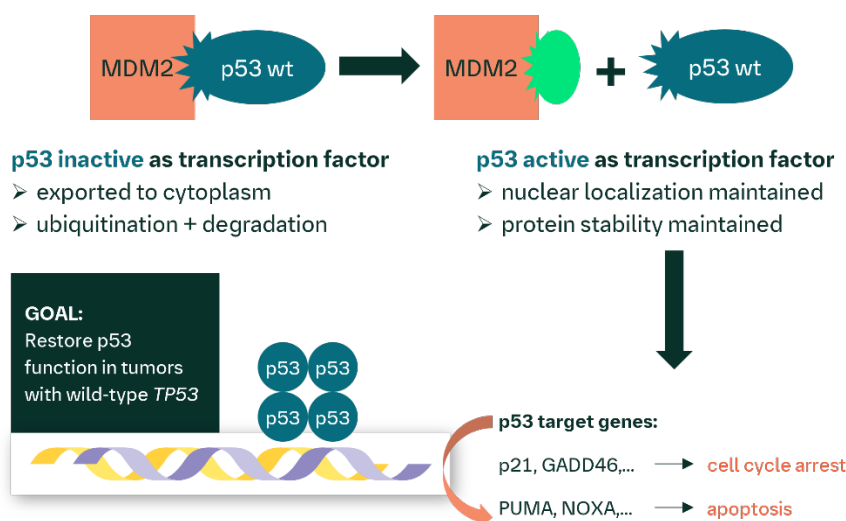 MDM2
p53 wt
MDM2
+
p53 wt
p53 inactive as transcription factor
➢ exported to cytoplasm
➢ ubiquitination + degradation
p53 active as transcription factor
➢ nuclear localization maintained
➢ protein stability maintained
GOAL:
Restore p53
function in tumors
with wild-type TP53
p53 p53
p53 p53
p53 target genes:
p21, GADD46,... → cell cycle arrest
PUMA, NOXA,... → apoptosis